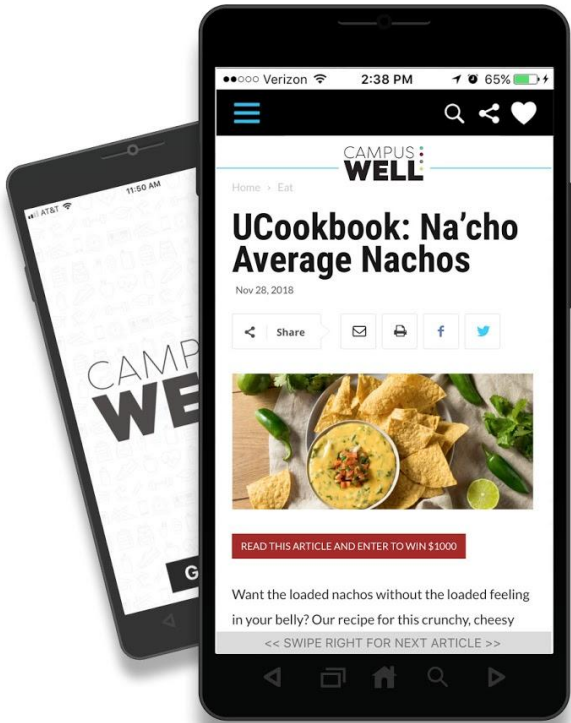 Verizon 2:38 PM 65%
CAMPUS
WELL
Home > Eat
UCookbook: Na'cho
Average Nachos
Nov 28, 2018
Share
READ THIS ARTICLE AND ENTER TO WIN $1000
Want the loaded nachos without the loaded feeling
in your belly? Our recipe for this crunchy, cheesy
<< SWIPE RIGHT FOR NEXT ARTICLE >>
AT&T 11:50 AM
CAMP
WE
G